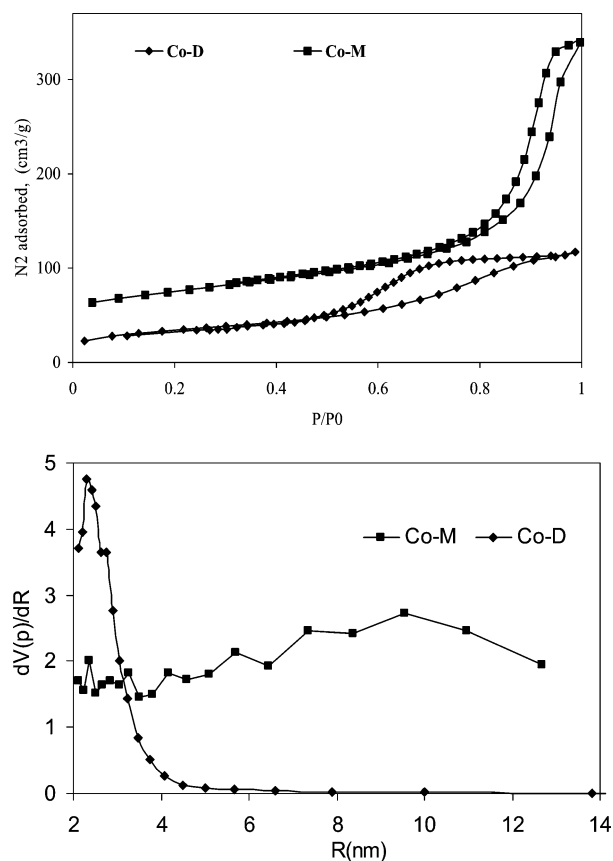 Co-D Co-M
N2 adsorbed, (cm3/g)
300
200
100
0
0 0.2 0.4 0.6 0.8 1
P/P0
5
Co-M Co-D
4
3
2
1
0
dV(p)/dR
2 4 6 8 10 12 14
R(nm)